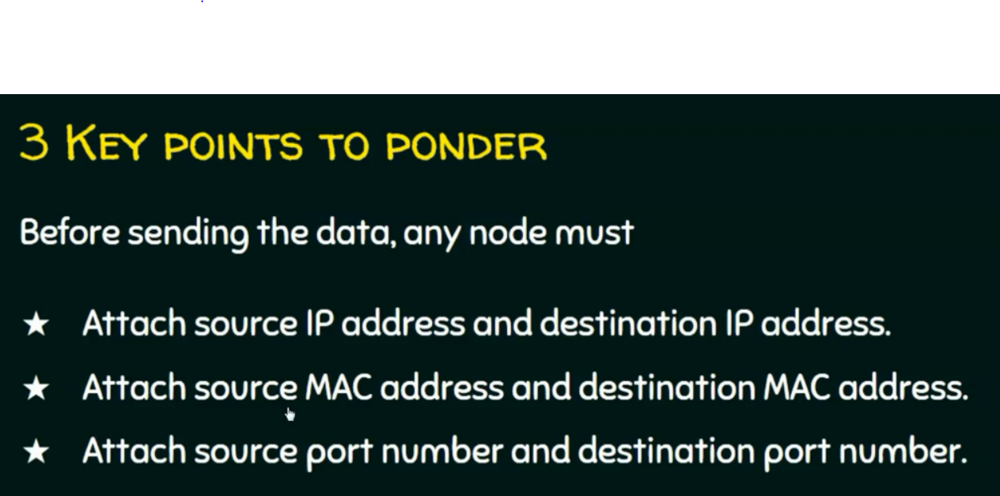 3 KEY POINTS TO PONDER
Before sending the data, any node must
★ Attach source IP address and destination IP address.
★ Attach source MAC address and destination MAC address.
★ Attach source port number and destination port number.